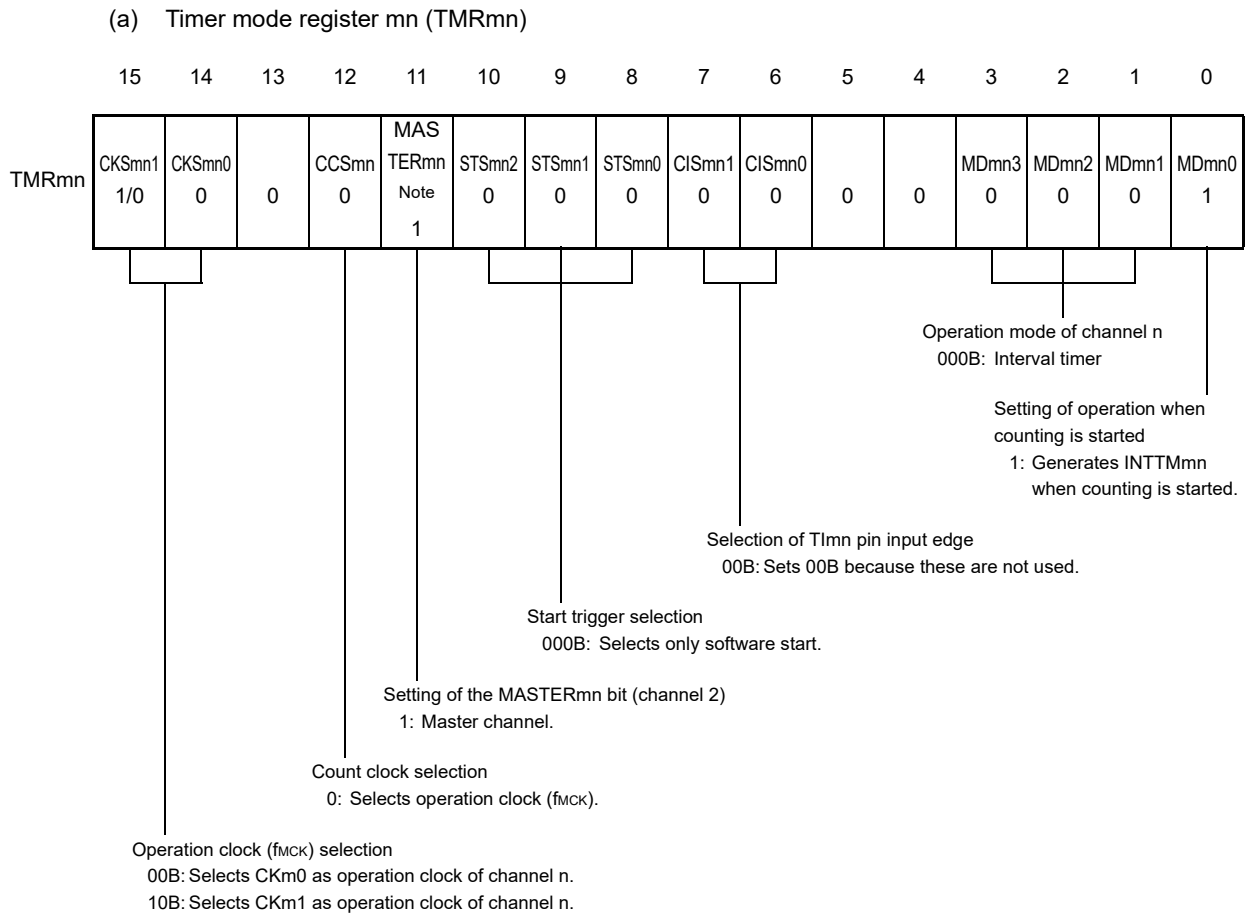 (a) Timer mode register mn (TMRmn)
15 14 13 12 11 10 9 8 7 6 5 4 3 2 1 0
TMRmn
CKSmn1 CKSmn0 CCSmn MAS TERmn Note STSmn2 STSmn1 STSmn0 CISmn1 CISmn0 MDmn3 MDmn2 MDmn1 MDmn0
1/0 0 0 0 1 0 0 0 0 0 0 0 0 0 0 1
Operation mode of channel n
000B: Interval timer
Setting of operation when
counting is started
1: Generates INTTMmn
when counting is started.
Selection of TImn pin input edge
00B: Sets 00B because these are not used.
Start trigger selection
000B: Selects only software start.
Setting of the MASTERmn bit (channel 2)
1: Master channel.
Count clock selection
0: Selects operation clock (fMCK).
Operation clock (fMCK) selection
00B: Selects CKm0 as operation clock of channel n.
10B: Selects CKm1 as operation clock of channel n.